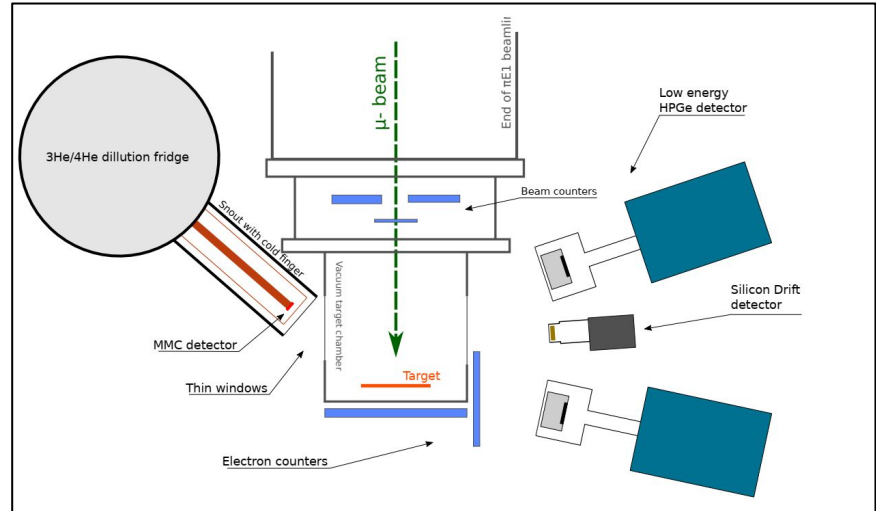 μ- beam
End of πE1 beamline
Low energy
HPGe detector
3He/4He dillution fridge
Beam counters
Snout with cold finger
Vacuum target chamber
Silicon Drift
detector
MMC detector
Thin windows
Target
Electron counters